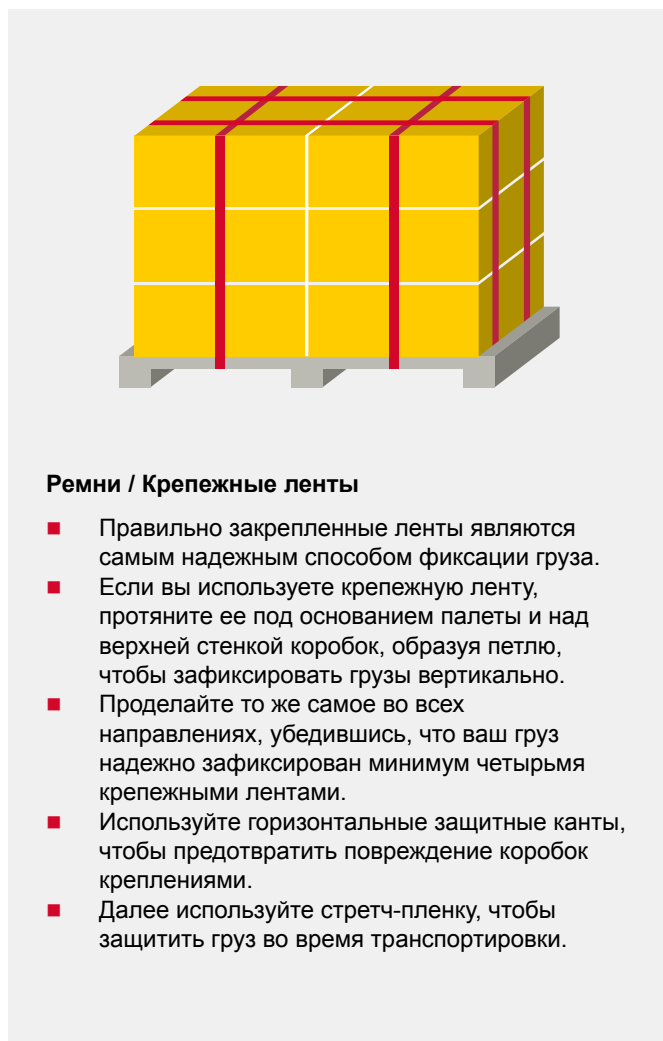 Ремни / Крепежные ленты
Правильно закрепленные ленты являются
самым надежным способом фиксации груза.
Если вы используете крепежную ленту,
протяните ее под основанием палеты и над
верхней стенкой коробок, образуя петлю,
чтобы зафиксировать грузы вертикально.
Проделайте то же самое во всех
направлениях, убедившись, что ваш груз
надежно зафиксирован минимум четырьмя
крепежными лентами.
Используйте горизонтальные защитные канты,
чтобы предотвратить повреждение коробок
креплениями.
Далее используйте стретч-пленку, чтобы
защитить груз во время транспортировки.